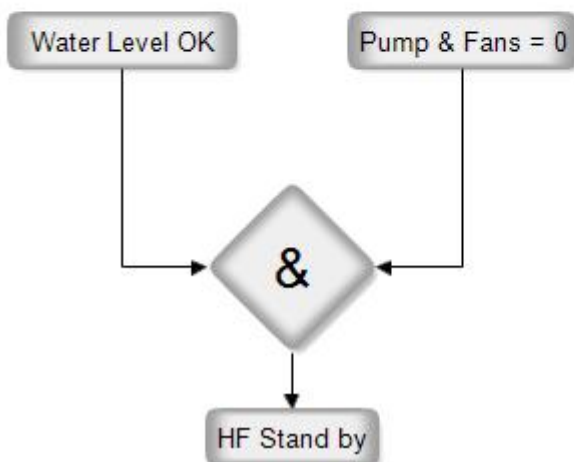 Water Level OK
Pump & Fans = 0
&
HF Stand by